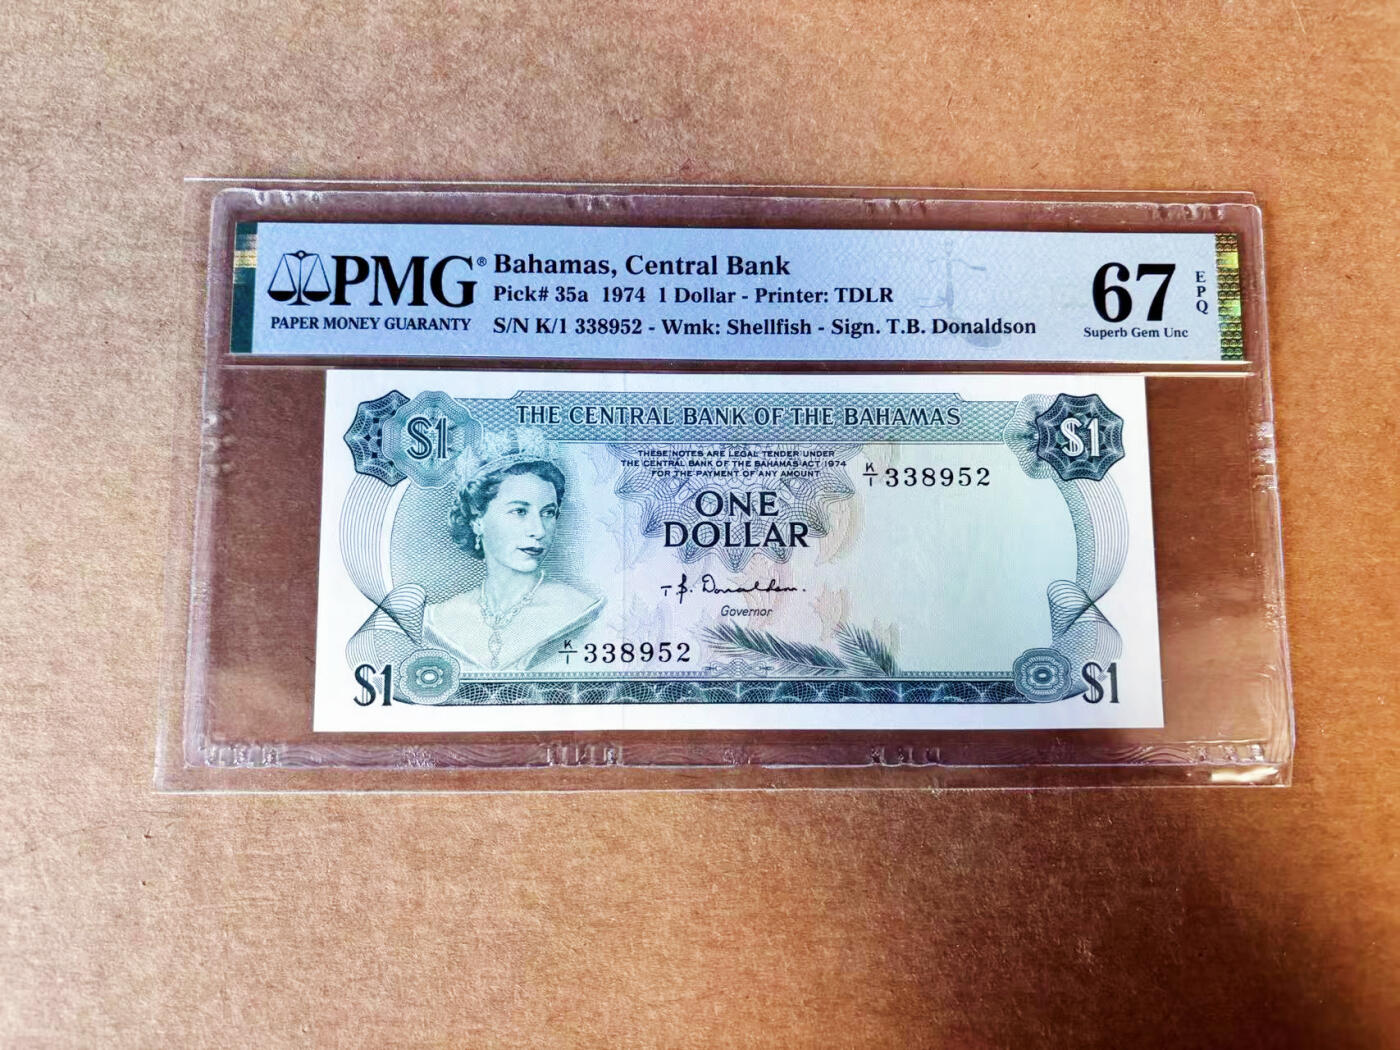 PMG®
PAPER MONEY GUARANTY
Bahamas, Central Bank
Pick# 35a 1974 1 Dollar - Printer: TDLR
S/N K/1 338952 - Wmk: Shellfish - Sign. T.B. Donaldson
67
Superb Gem Unc
EPQ
$1
THE CENTRAL BANK OF THE BAHAMAS
$1
THESE NOTES ARE LEGAL TENDER UNDER
THE CENTRAL BANK OF THE BAHAMAS ACT 1974
FOR THE PAYMENT OF ANY AMOUNT
K/1 338952
ONE
DOLLAR
T B. Donaldson.
Governor
K/1 338952
$1
$1